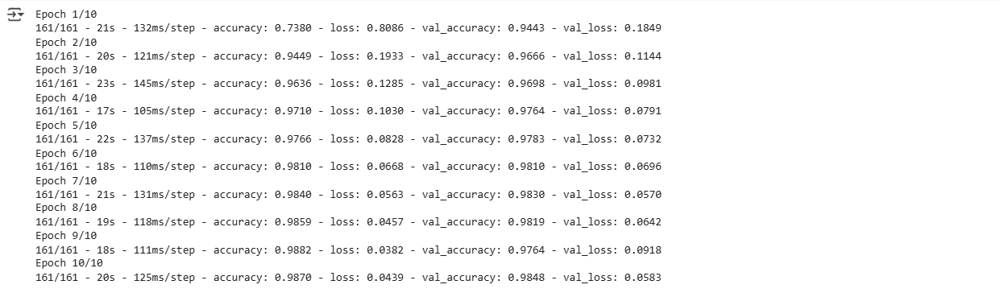 Epoch 1/10
161/161 - 21s - 132ms/step - accuracy: 0.7380 - loss: 0.8086 - val_accuracy: 0.9443 - val_loss: 0.1849
Epoch 2/10
161/161 - 20s - 121ms/step - accuracy: 0.9449 - loss: 0.1933 - val_accuracy: 0.9666 - val_loss: 0.1144
Epoch 3/10
161/161 - 23s - 145ms/step - accuracy: 0.9636 - loss: 0.1285 - val_accuracy: 0.9698 - val_loss: 0.0981
Epoch 4/10
161/161 - 17s - 105ms/step - accuracy: 0.9710 - loss: 0.1030 - val_accuracy: 0.9764 - val_loss: 0.0791
Epoch 5/10
161/161 - 22s - 137ms/step - accuracy: 0.9766 - loss: 0.0828 - val_accuracy: 0.9783 - val_loss: 0.0732
Epoch 6/10
161/161 - 18s - 110ms/step - accuracy: 0.9810 - loss: 0.0668 - val_accuracy: 0.9810 - val_loss: 0.0696
Epoch 7/10
161/161 - 21s - 131ms/step - accuracy: 0.9840 - loss: 0.0563 - val_accuracy: 0.9830 - val_loss: 0.0570
Epoch 8/10
161/161 - 19s - 118ms/step - accuracy: 0.9859 - loss: 0.0457 - val_accuracy: 0.9819 - val_loss: 0.0642
Epoch 9/10
161/161 - 18s - 111ms/step - accuracy: 0.9882 - loss: 0.0382 - val_accuracy: 0.9764 - val_loss: 0.0918
Epoch 10/10
161/161 - 20s - 125ms/step - accuracy: 0.9870 - loss: 0.0439 - val_accuracy: 0.9848 - val_loss: 0.0583